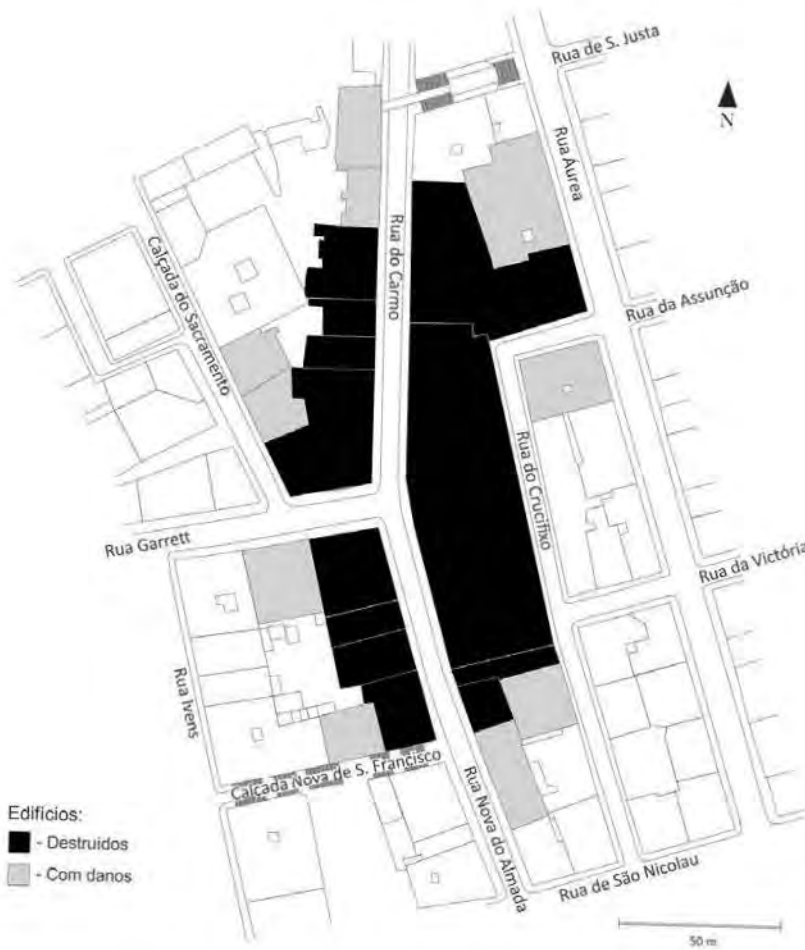 Rua de S. Justa
N
Rua Áurea
Rua do Carmo
Calçada do Sacramento
Rua da Assunção
Rua do Crucifixo
Rua Garrett
Rua da Victória
Rua Ivens
Calçada Nova de S. Francisco
Rua Nova do Almada
Edifícios:
- Destruidos
- Com danos
Rua de São Nicolau
50 m